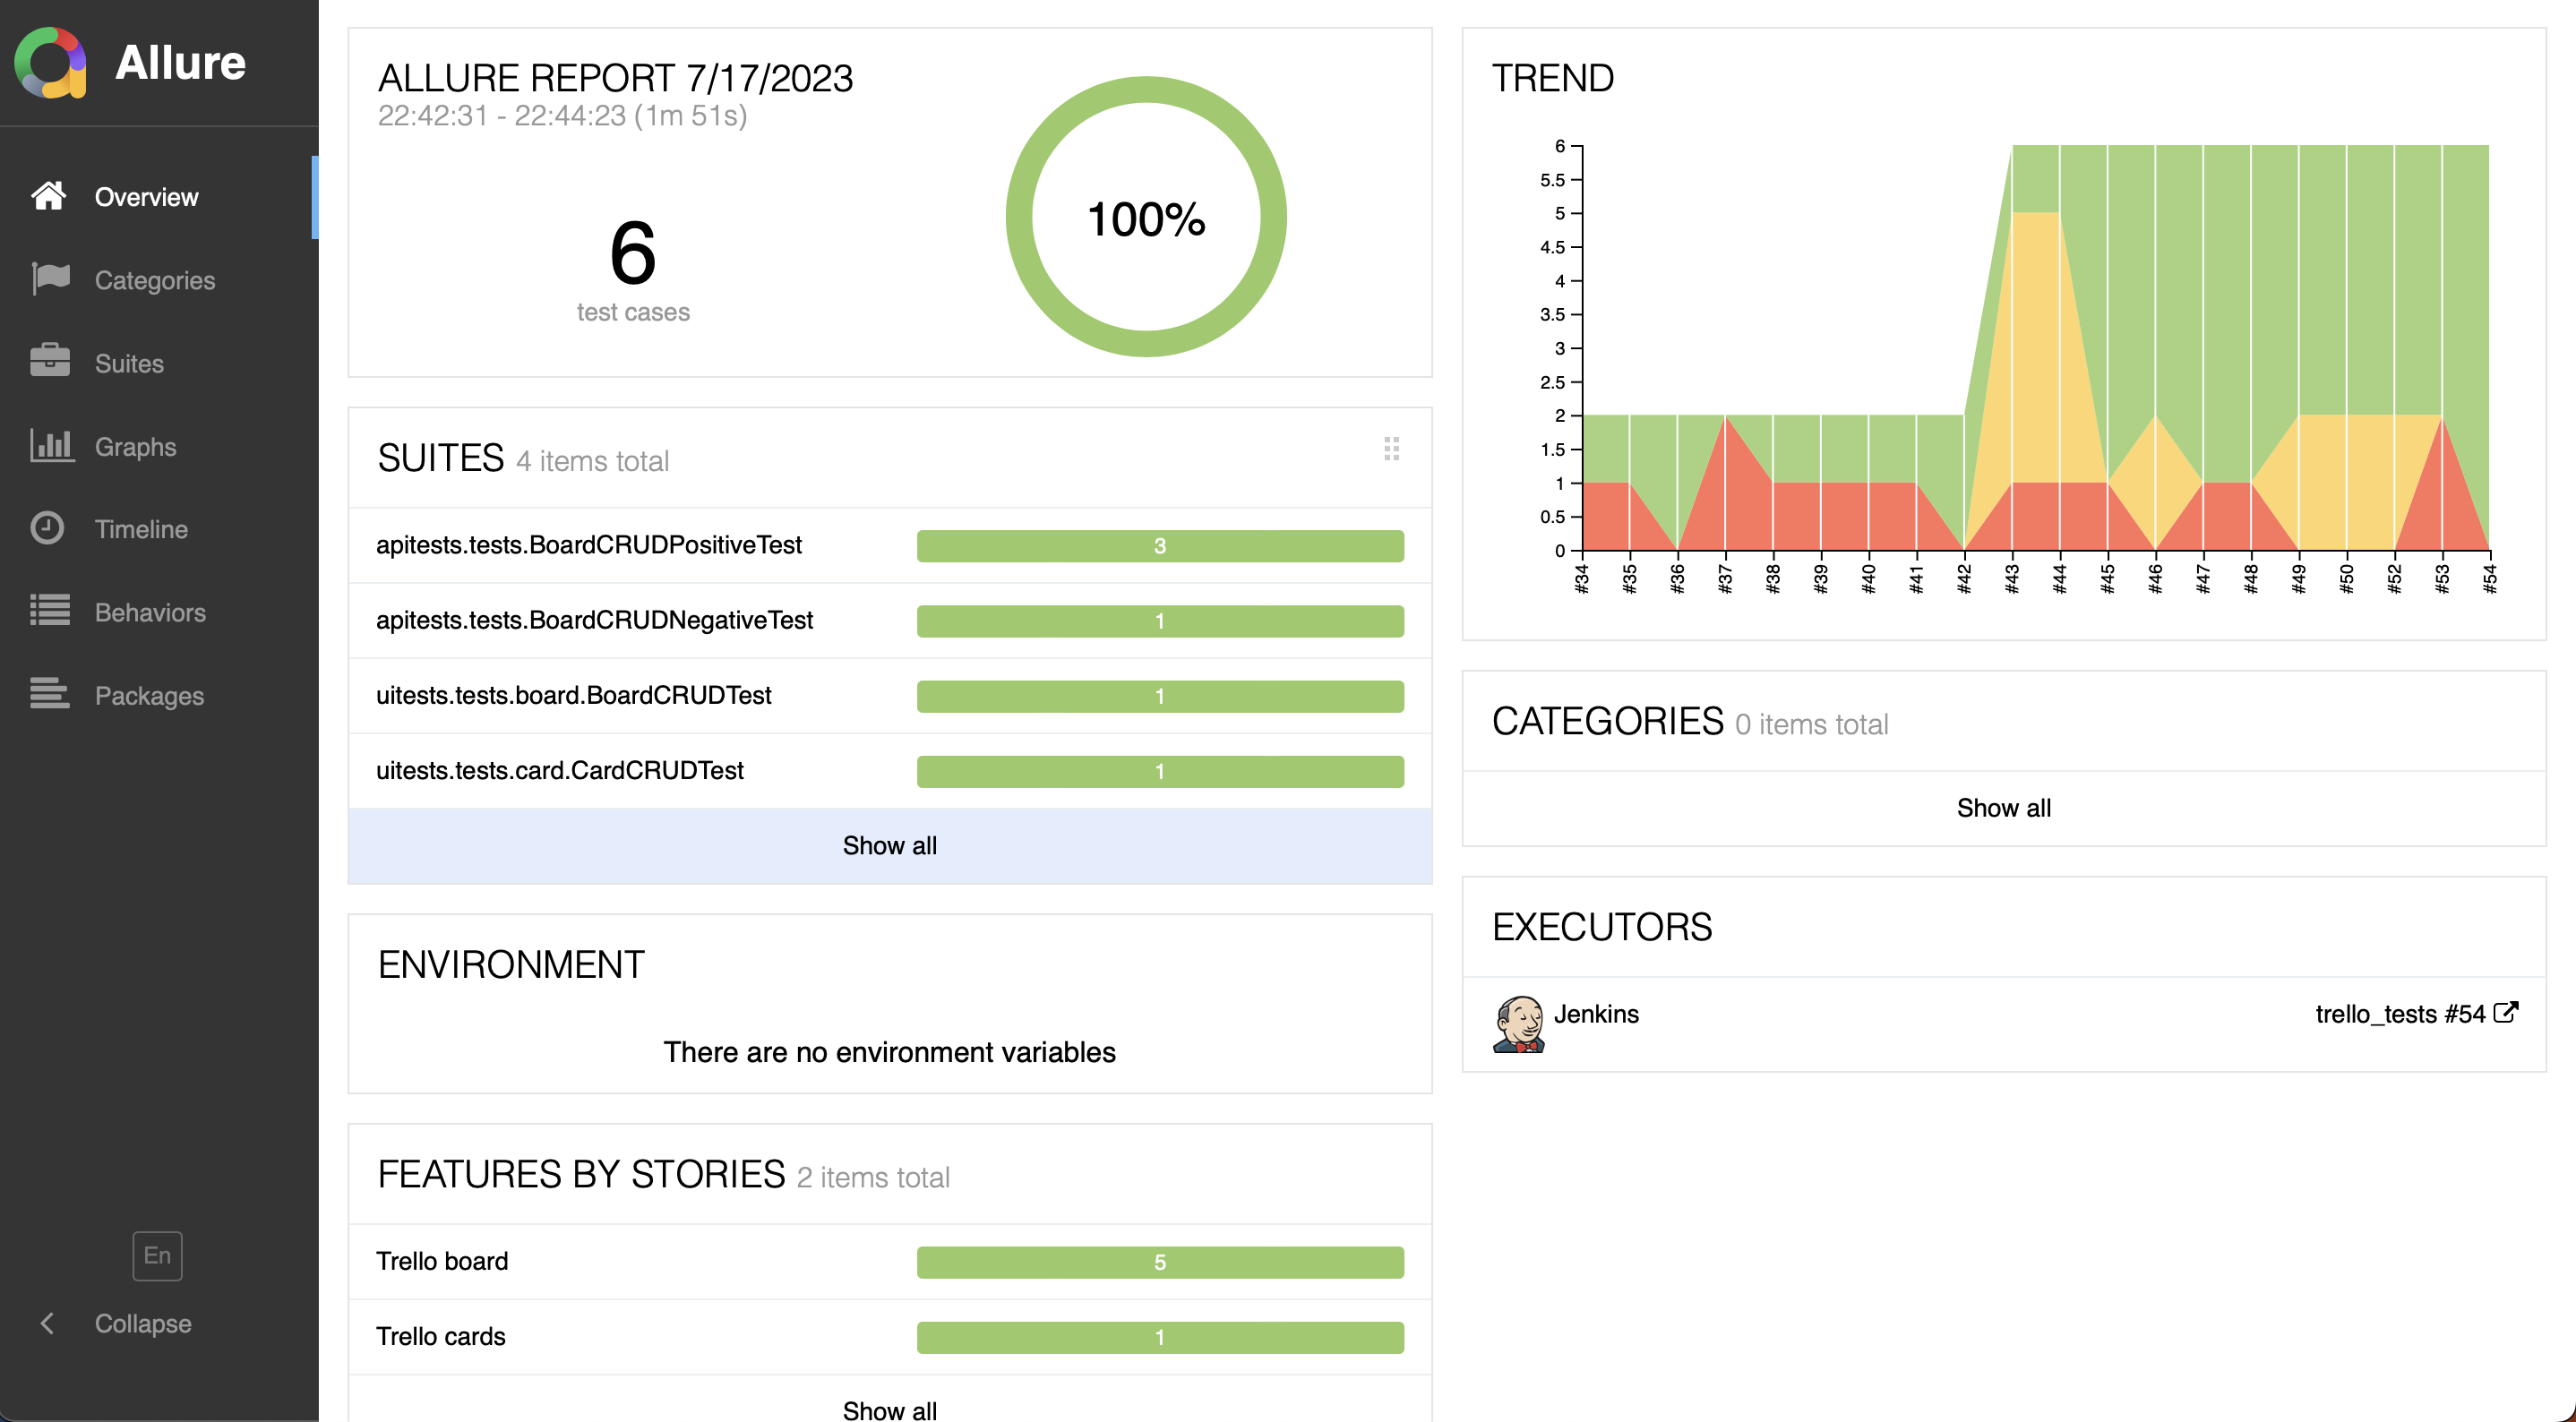 Allure
Overview
Categories
Suites
Graphs
Timeline
Behaviors
Packages
En
Collapse
ALLURE REPORT 7/17/2023
22:42:31 - 22:44:23 (1m 51s)
6
test cases
100%
SUITES 4 items total
apitests.tests.BoardCRUDPositiveTest 3
apitests.tests.BoardCRUDNegativeTest 1
uitests.tests.board.BoardCRUDTest 1
uitests.tests.card.CardCRUDTest 1
Show all
ENVIRONMENT
There are no environment variables
FEATURES BY STORIES 2 items total
Trello board 5
Trello cards 1
Show all
TREND
6
5.5
5
4.5
4
3.5
3
2.5
2
1.5
1
0.5
0
#34 #35 #36 #37 #38 #39 #40 #41 #42 #43 #44 #45 #46 #47 #48 #49 #50 #52 #53 #54
CATEGORIES 0 items total
Show all
EXECUTORS
Jenkins trello_tests #54